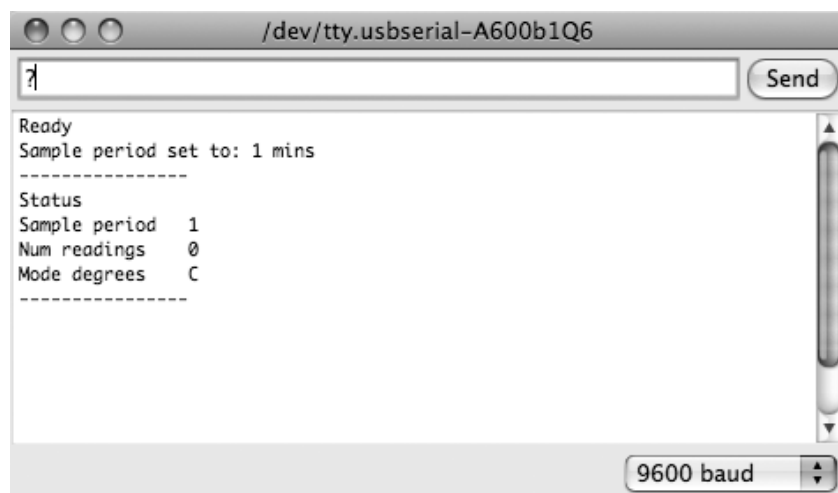 /dev/tty.usbserial-A600b1Q6
?
Send
Ready
Sample period set to: 1 mins
----------------
Status
Sample period   1
Num readings    0
Mode degrees    C
----------------
9600 baud